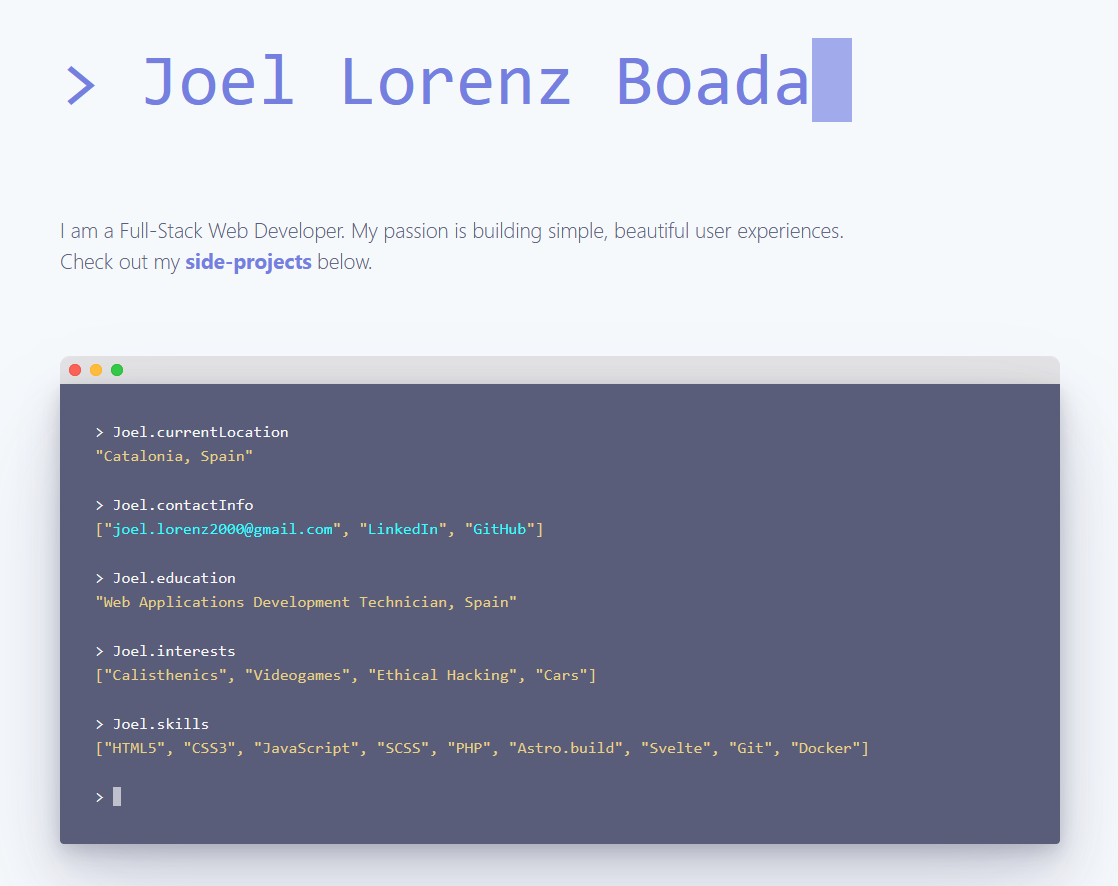 > Joel Lorenz Boada
I am a Full-Stack Web Developer. My passion is building simple, beautiful user experiences.
Check out my side-projects below.
> Joel.currentLocation
"Catalonia, Spain"
> Joel.contactInfo
["joel.lorenz2000@gmail.com", "LinkedIn", "GitHub"]
> Joel.education
"Web Applications Development Technician, Spain"
> Joel.interests
["Calisthenics", "Videogames", "Ethical Hacking", "Cars"]
> Joel.skills
["HTML5", "CSS3", "JavaScript", "SCSS", "PHP", "Astro.build", "Svelte", "Git", "Docker"]
>